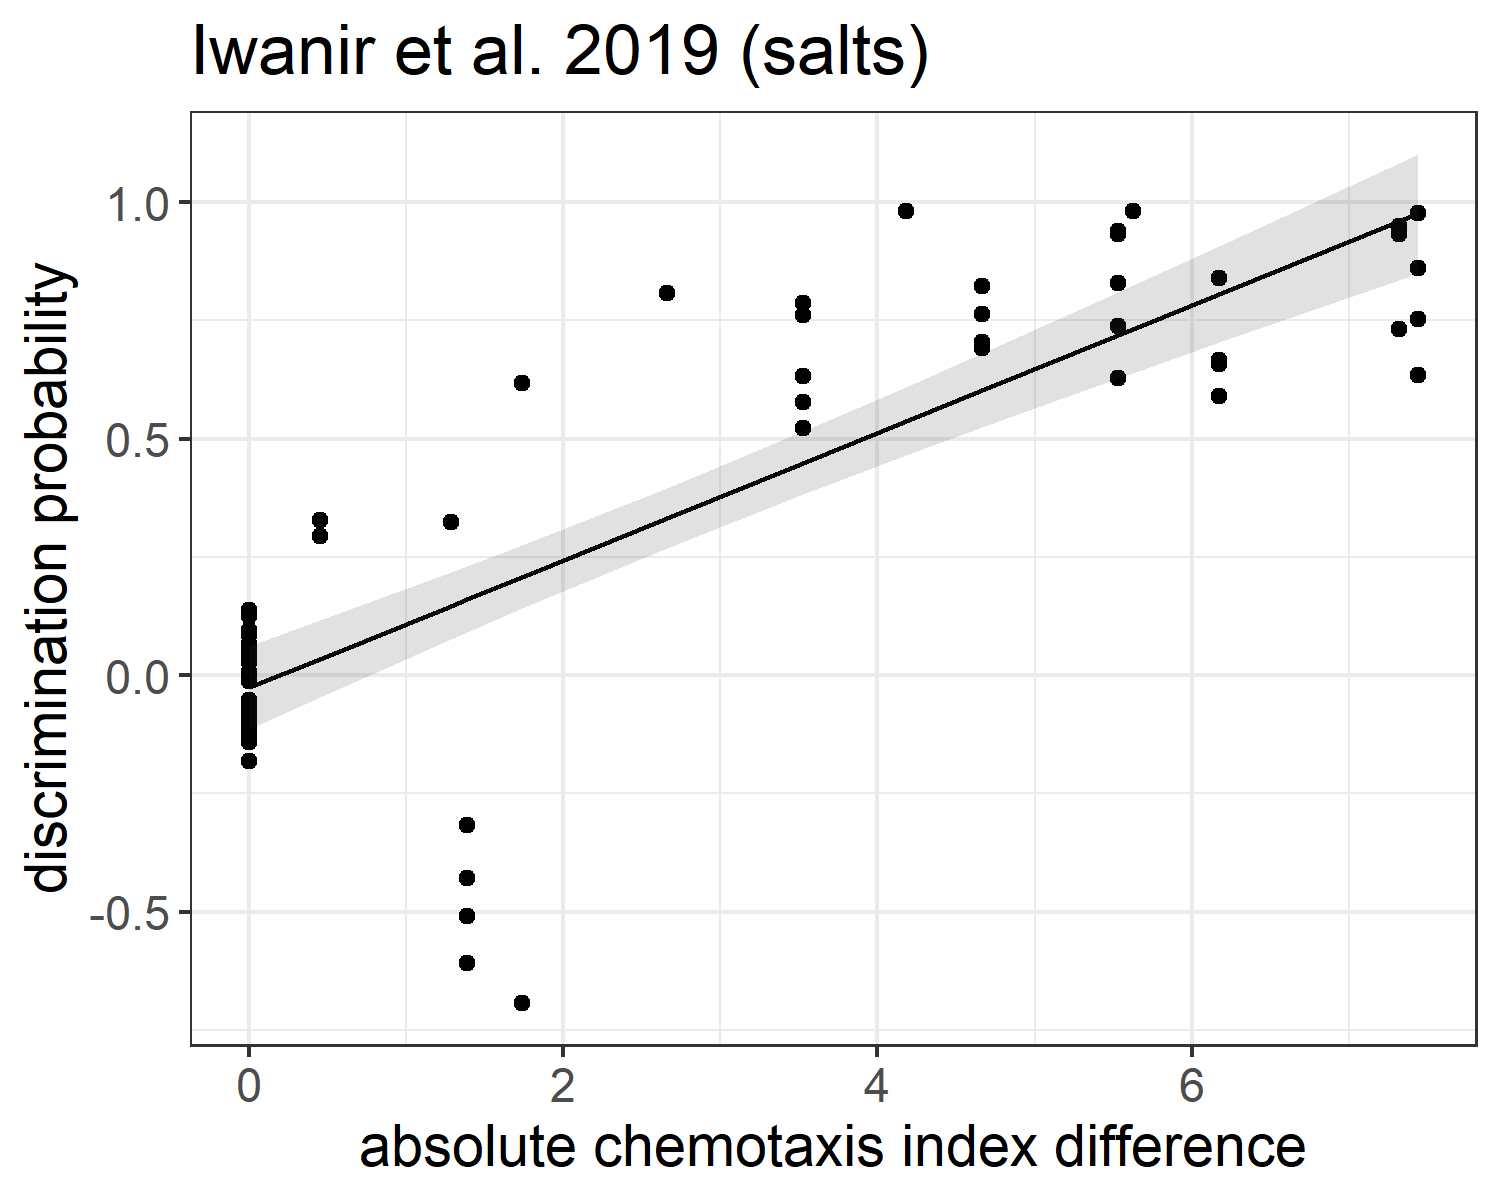 Iwanir et al. 2019 (salts)
discrimination probability
1.0
0.5
0.0
-0.5
0 2 4 6
absolute chemotaxis index difference